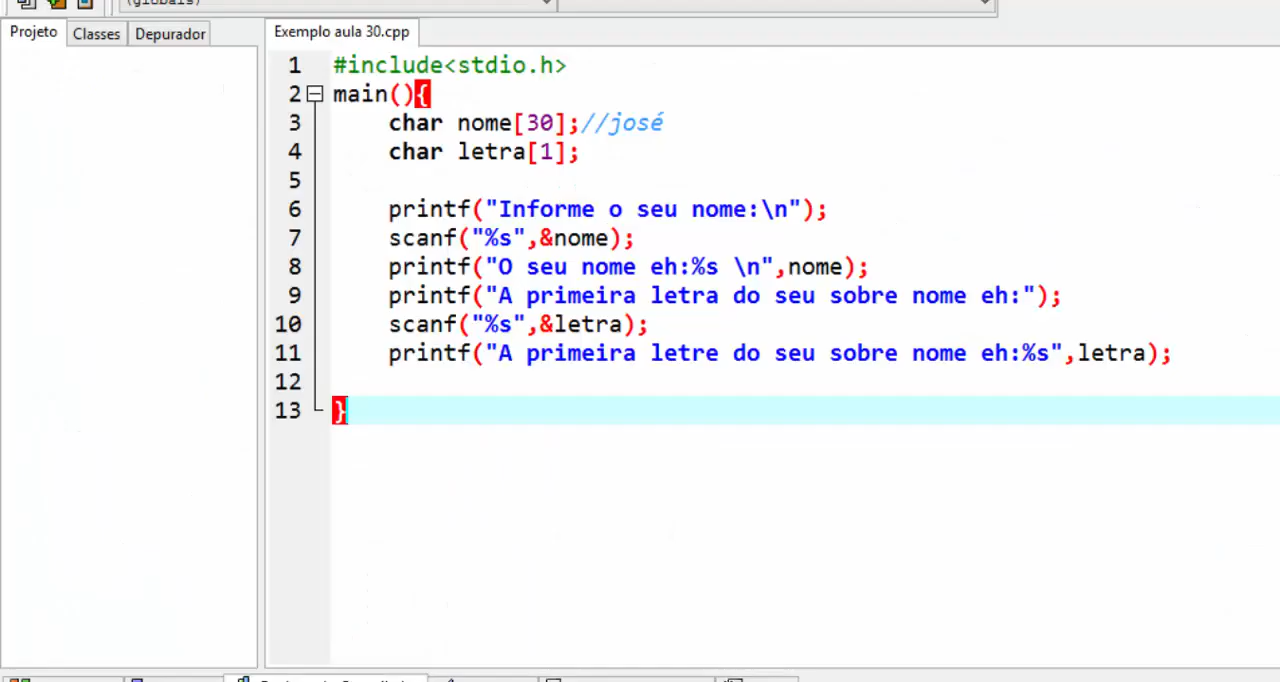 (globals)
Projeto Classes Depurador Exemplo aula 30.cpp
1 #include<stdio.h>
2 main(){
3 char nome[30];//josé
4 char letra[1];
5
6 printf("Informe o seu nome:\n");
7 scanf("%s",&nome);
8 printf("O seu nome eh:%s \n",nome);
9 printf("A primeira letra do seu sobre nome eh:");
10 scanf("%s",&letra);
11 printf("A primeira letre do seu sobre nome eh:%s",letra);
12
13 }